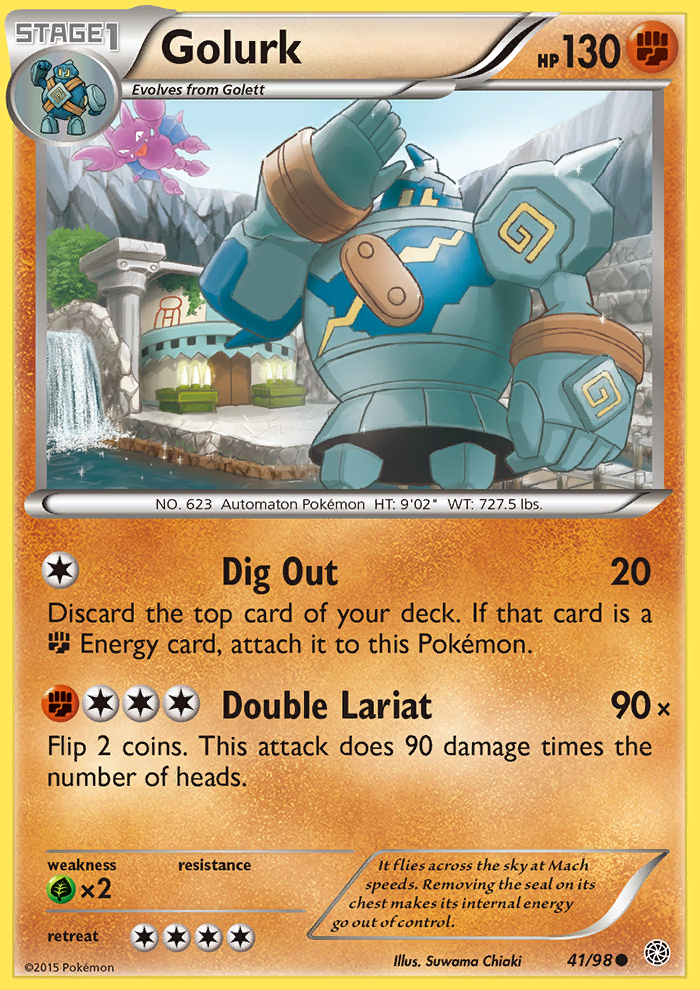 STAGE1
Golurk
HP 130
Evolves from Golett
NO. 623 Automaton Pokémon HT: 9'02" WT: 727.5 lbs.
Dig Out 20
Discard the top card of your deck. If that card is a
Energy card, attach it to this Pokémon.
Double Lariat 90×
Flip 2 coins. This attack does 90 damage times the
number of heads.
weakness resistance
×2
retreat
It flies across the sky at Mach
speeds. Removing the seal on its
chest makes its internal energy
go out of control.
Illus. Suwama Chiaki 41/98
©2015 Pokémon